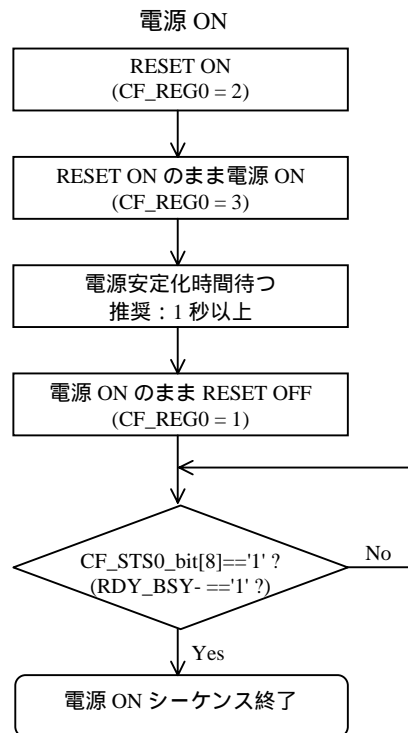 電源 ON
RESET ON
(CF_REG0 = 2)
RESET ON のまま電源 ON
(CF_REG0 = 3)
電源安定化時間待つ
推奨：1 秒以上
電源 ON のまま RESET OFF
(CF_REG0 = 1)
CF_STS0_bit[8]=='1' ?
(RDY_BSY- =='1' ?)
No
Yes
電源 ON シーケンス終了